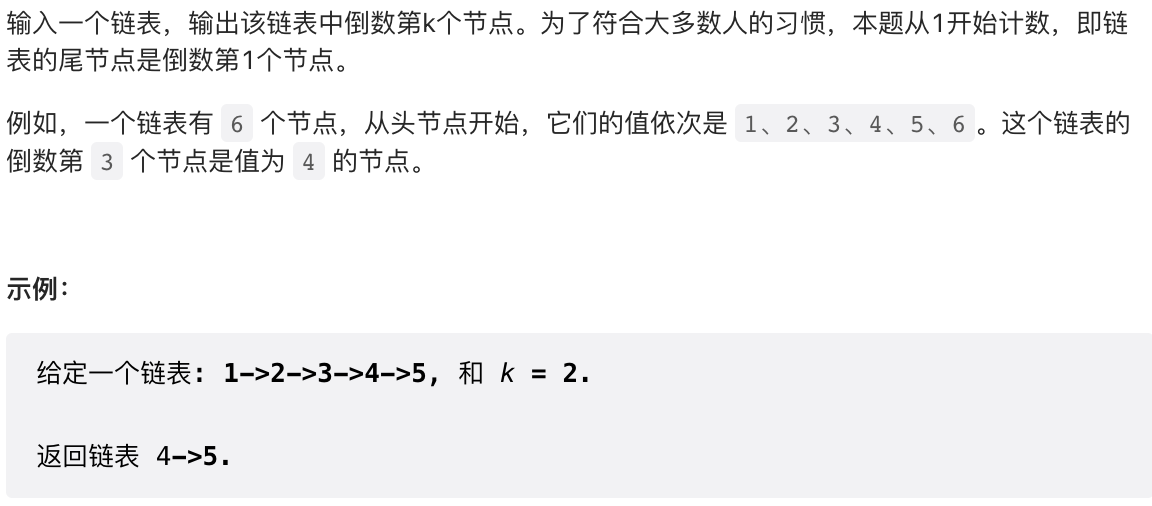 输入一个链表，输出该链表中倒数第k个节点。为了符合大多数人的习惯，本题从1开始计数，即链
表的尾节点是倒数第1个节点。
例如，一个链表有 6 个节点，从头节点开始，它们的值依次是 1、2、3、4、5、6。这个链表的
倒数第 3 个节点是值为 4 的节点。
示例：
给定一个链表: 1->2->3->4->5, 和 k = 2.
返回链表 4->5.